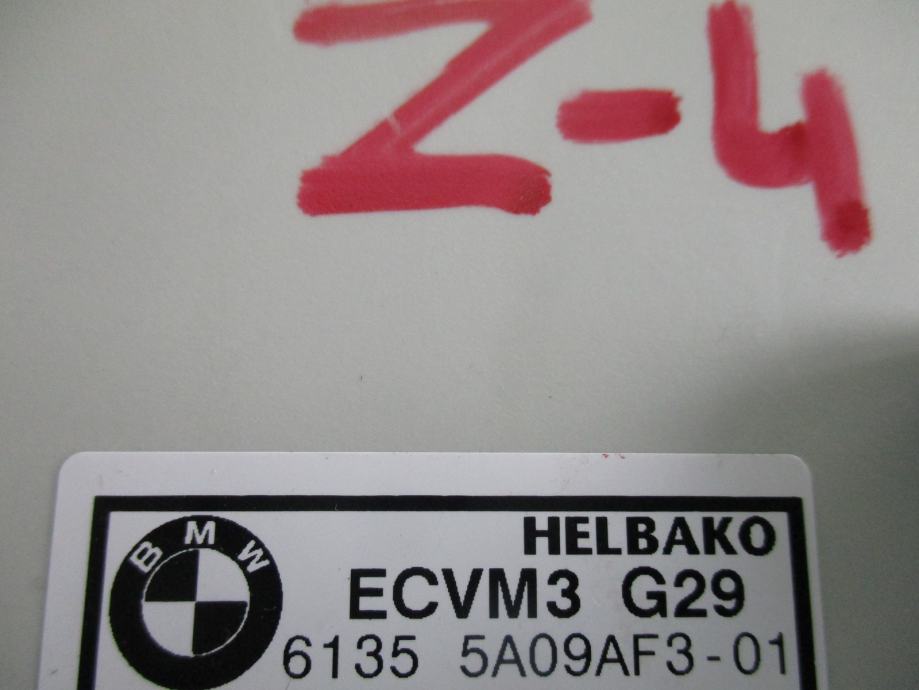 Z-4
BMW
HELBAKO
ECVM3 G29
6135 5A09AF3-01